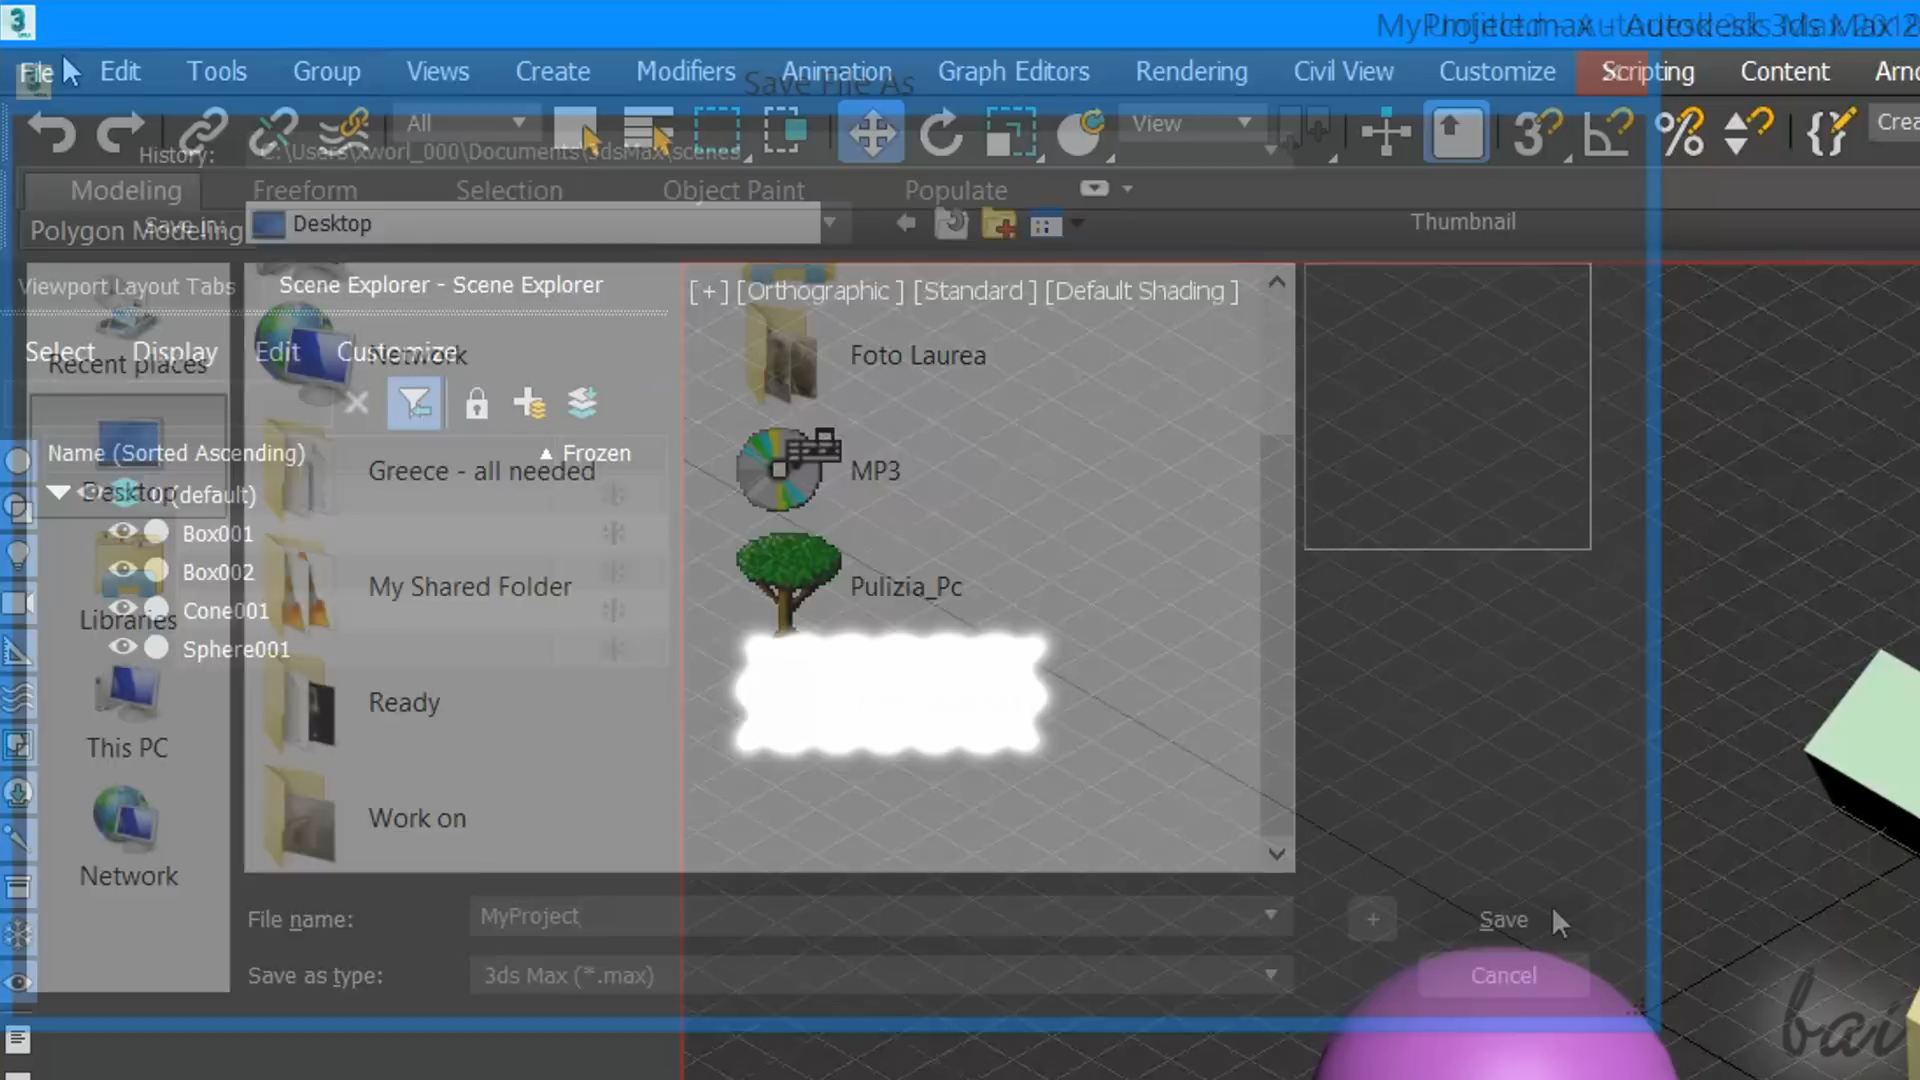 MyProject.max - Autodesk 3ds Max 20
File Edit Tools Group Views Create Modifiers Animation Graph Editors Rendering Civil View Customize Scripting Content Arno
Save File As
All View Crea
History: C:\Users\xworl_000\Documents\3dsMax\scenes
Modeling Freeform Selection Object Paint Populate
Save in: Desktop Thumbnail
Polygon Modeling
Viewport Layout Tabs Scene Explorer - Scene Explorer [+] [Orthographic ] [Standard ] [Default Shading ]
Select Display Edit Customize
Recent places Network Foto Laurea
Name (Sorted Ascending) Frozen
Greece - all needed MP3
Desktop 0 (default)
Box001
Box002
My Shared Folder Pulizia_Pc
Cone001
Libraries
Sphere001
Ready
This PC
Work on
Network
File name: MyProject + Save
Save as type: 3ds Max (*.max) Cancel
bai